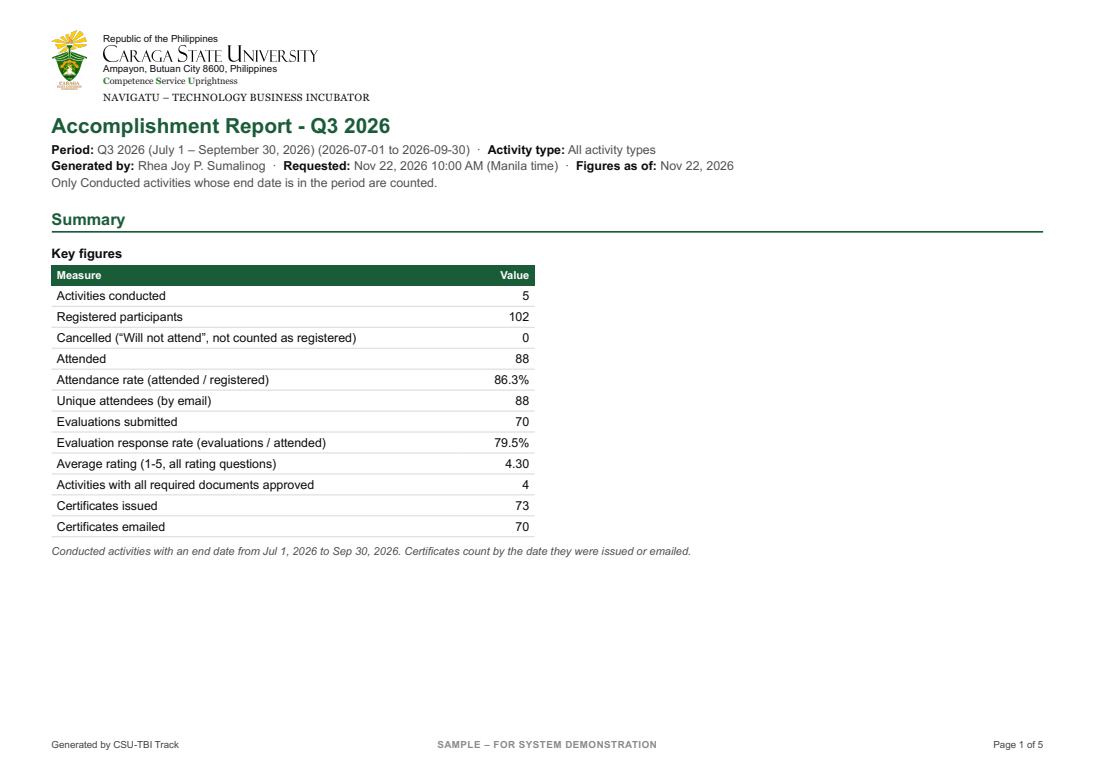 Republic of the Philippines
CARAGA STATE UNIVERSITY
Ampayon, Butuan City 8600, Philippines
Competence Service Uprightness
NAVIGATU – TECHNOLOGY BUSINESS INCUBATOR
Accomplishment Report - Q3 2026
Period: Q3 2026 (July 1 – September 30, 2026) (2026-07-01 to 2026-09-30) · Activity type: All activity types
Generated by: Rhea Joy P. Sumalinog · Requested: Nov 22, 2026 10:00 AM (Manila time) · Figures as of: Nov 22, 2026
Only Conducted activities whose end date is in the period are counted.
Summary
Key figures
Measure Value
Activities conducted 5
Registered participants 102
Cancelled (“Will not attend”, not counted as registered) 0
Attended 88
Attendance rate (attended / registered) 86.3%
Unique attendees (by email) 88
Evaluations submitted 70
Evaluation response rate (evaluations / attended) 79.5%
Average rating (1-5, all rating questions) 4.30
Activities with all required documents approved 4
Certificates issued 73
Certificates emailed 70
Conducted activities with an end date from Jul 1, 2026 to Sep 30, 2026. Certificates count by the date they were issued or emailed.
Generated by CSU-TBI Track SAMPLE – FOR SYSTEM DEMONSTRATION Page 1 of 5